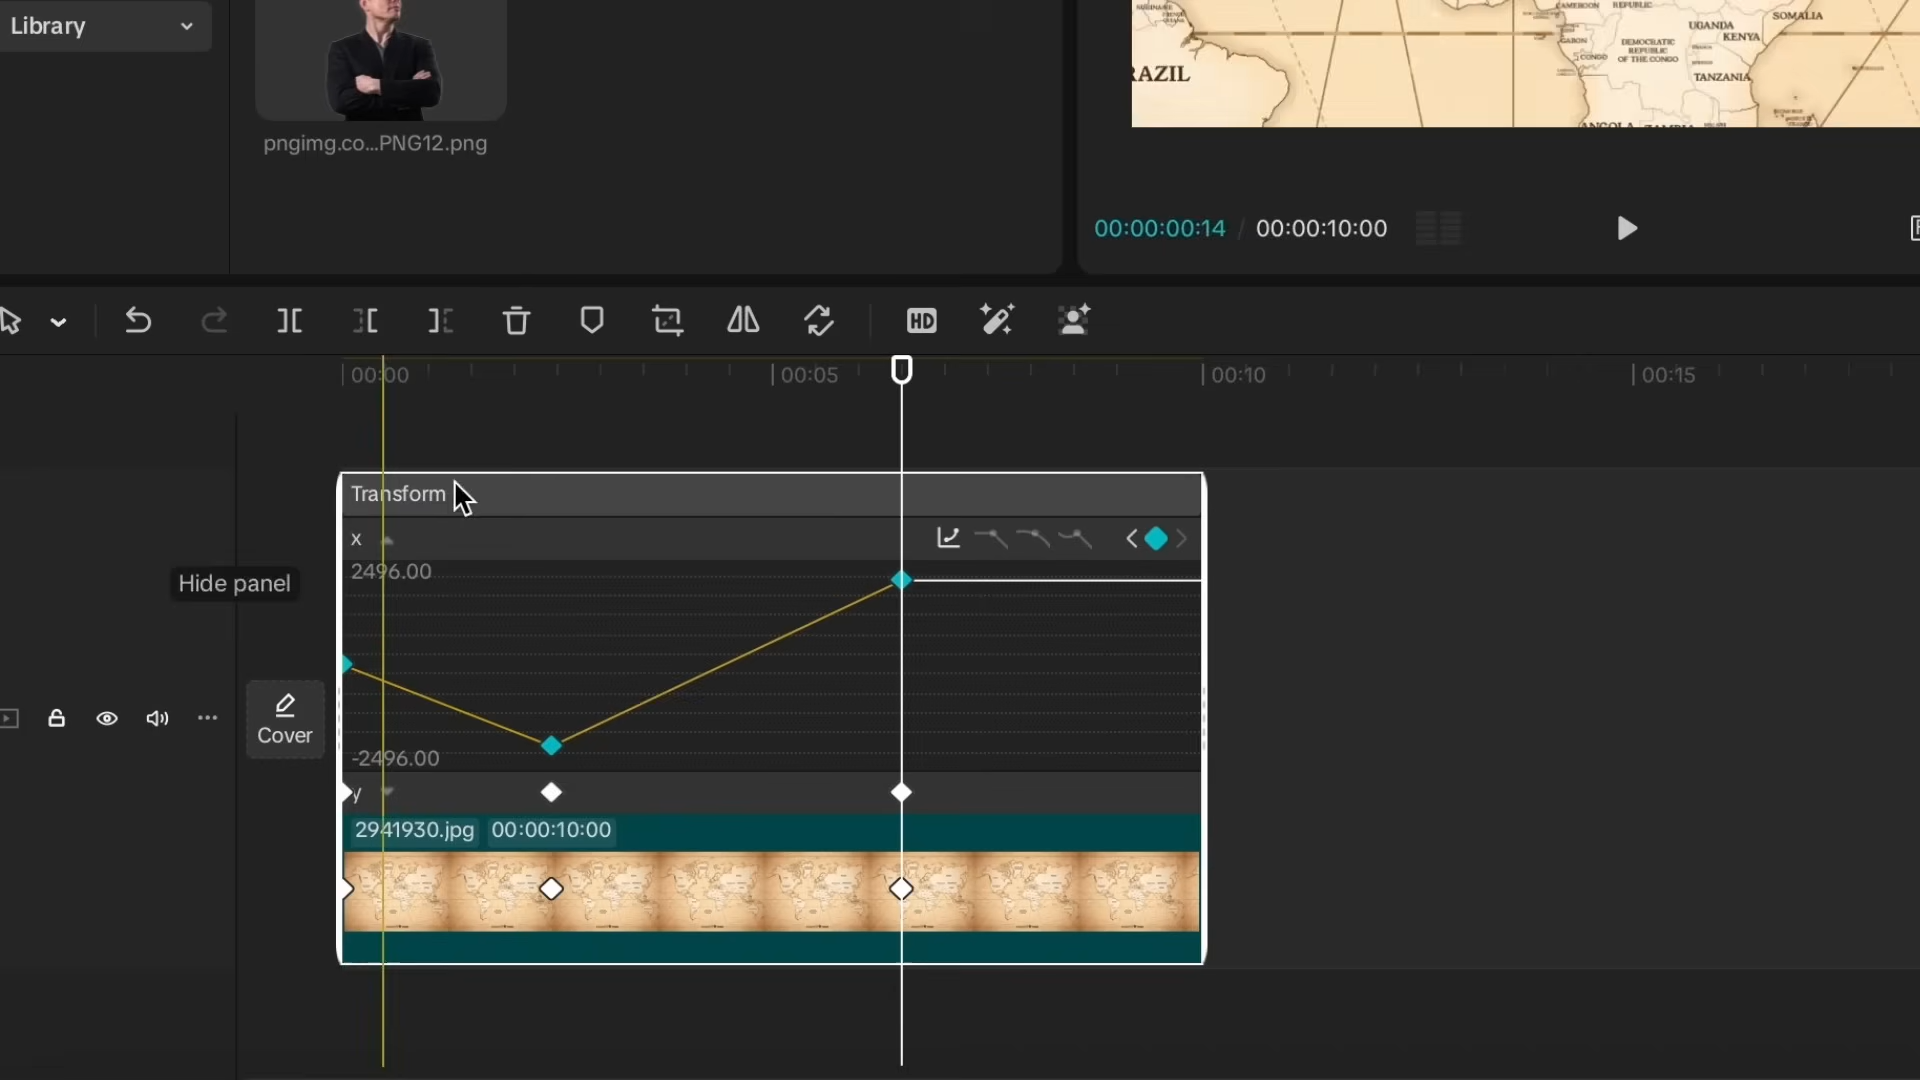 Library
pngimg.co...PNG12.png
RAZIL
CAMEROON
REPUBLIC
UGANDA
SOMALIA
KENYA
GABON
CONGO
DEMOCRATIC
REPUBLIC
OF THE CONGO
TANZANIA
ANGOLA
ZAMBIA
00:00:00:14 / 00:00:10:00
HD
00:00
00:05
00:10
00:15
Transform
x
2496.00
Hide panel
-2496.00
Cover
y
2941930.jpg 00:00:10:00